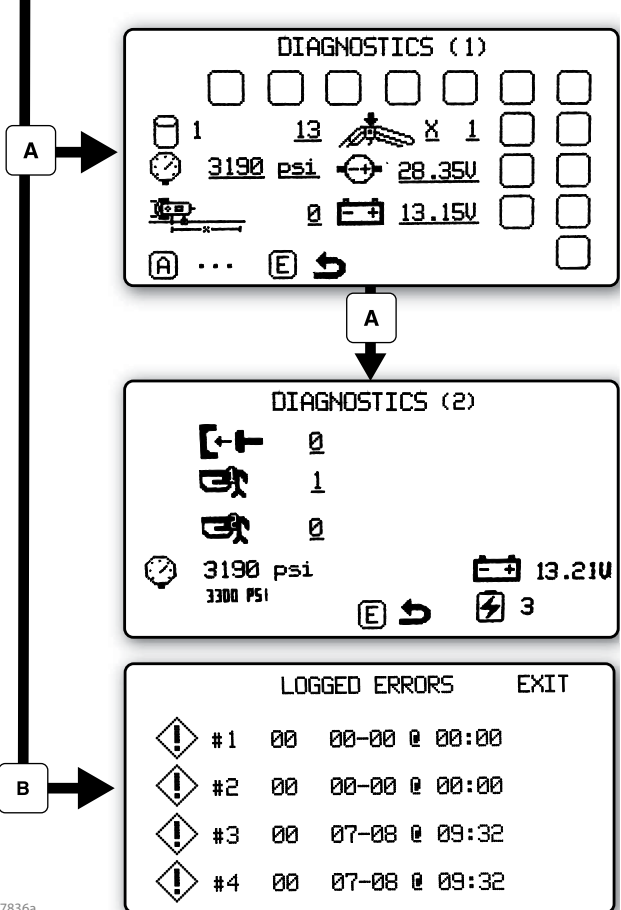 DIAGNOSTICS (1)
A
1 13 X 1
3190 psi 28.35V
0 13.15V
A ... E
A
DIAGNOSTICS (2)
0
1
0
3190 psi 13.21V
3300 PSI
E 3
LOGGED ERRORS EXIT
#1 00 00-00 @ 00:00
#2 00 00-00 @ 00:00
B
#3 00 07-08 @ 09:32
#4 00 07-08 @ 09:32
7836a